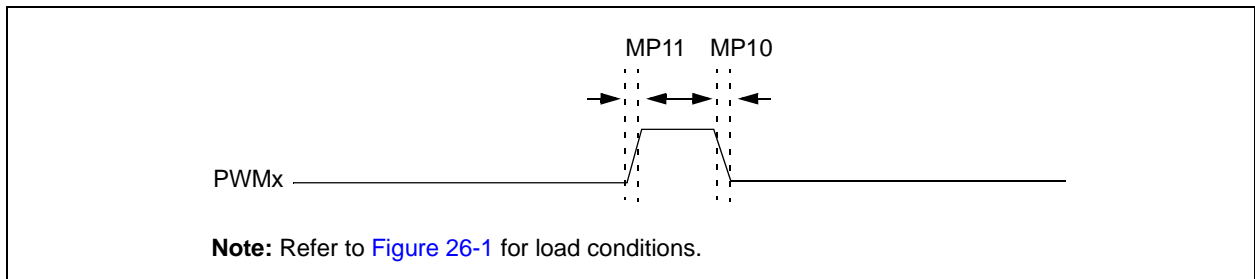 MP11 MP10
PWMx
Note: Refer to Figure 26-1 for load conditions.